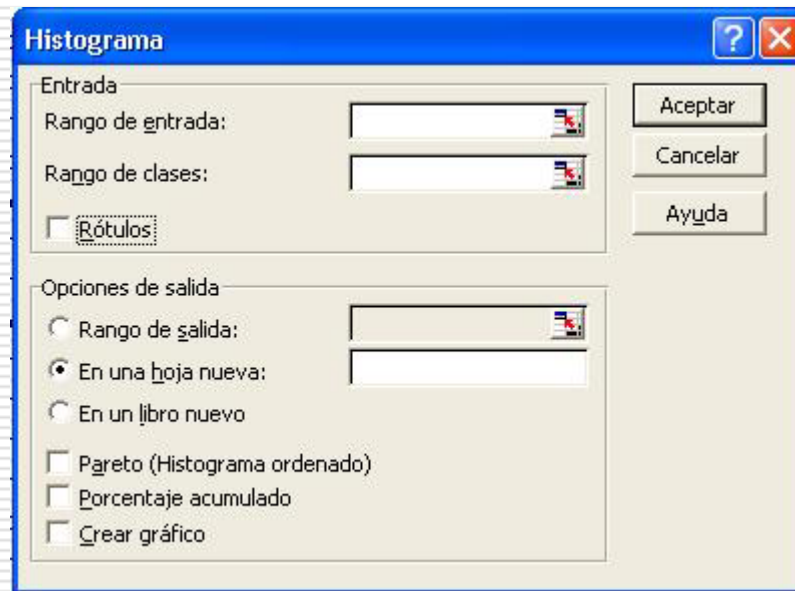 Histograma
Entrada
Rango de entrada:
Rango de clases:
Rótulos
Aceptar
Cancelar
Ayuda
Opciones de salida
Rango de salida:
En una hoja nueva:
En un libro nuevo
Pareto (Histograma ordenado)
Porcentaje acumulado
Crear gráfico